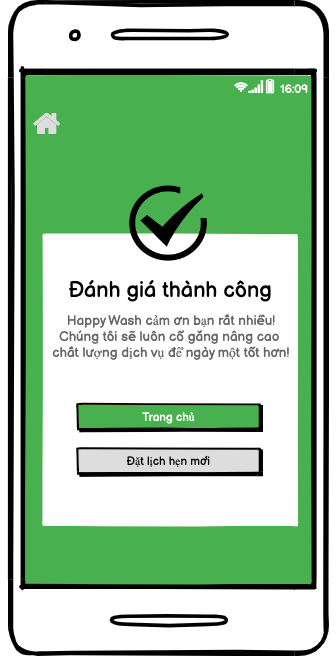 16:09
Đánh giá thành công
Happy Wash cảm ơn bạn rất nhiều!
Chúng tôi sẽ luôn cố gắng nâng cao
chất lượng dịch vụ để ngày một tốt hơn!
Trang chủ
Đặt lịch hẹn mới